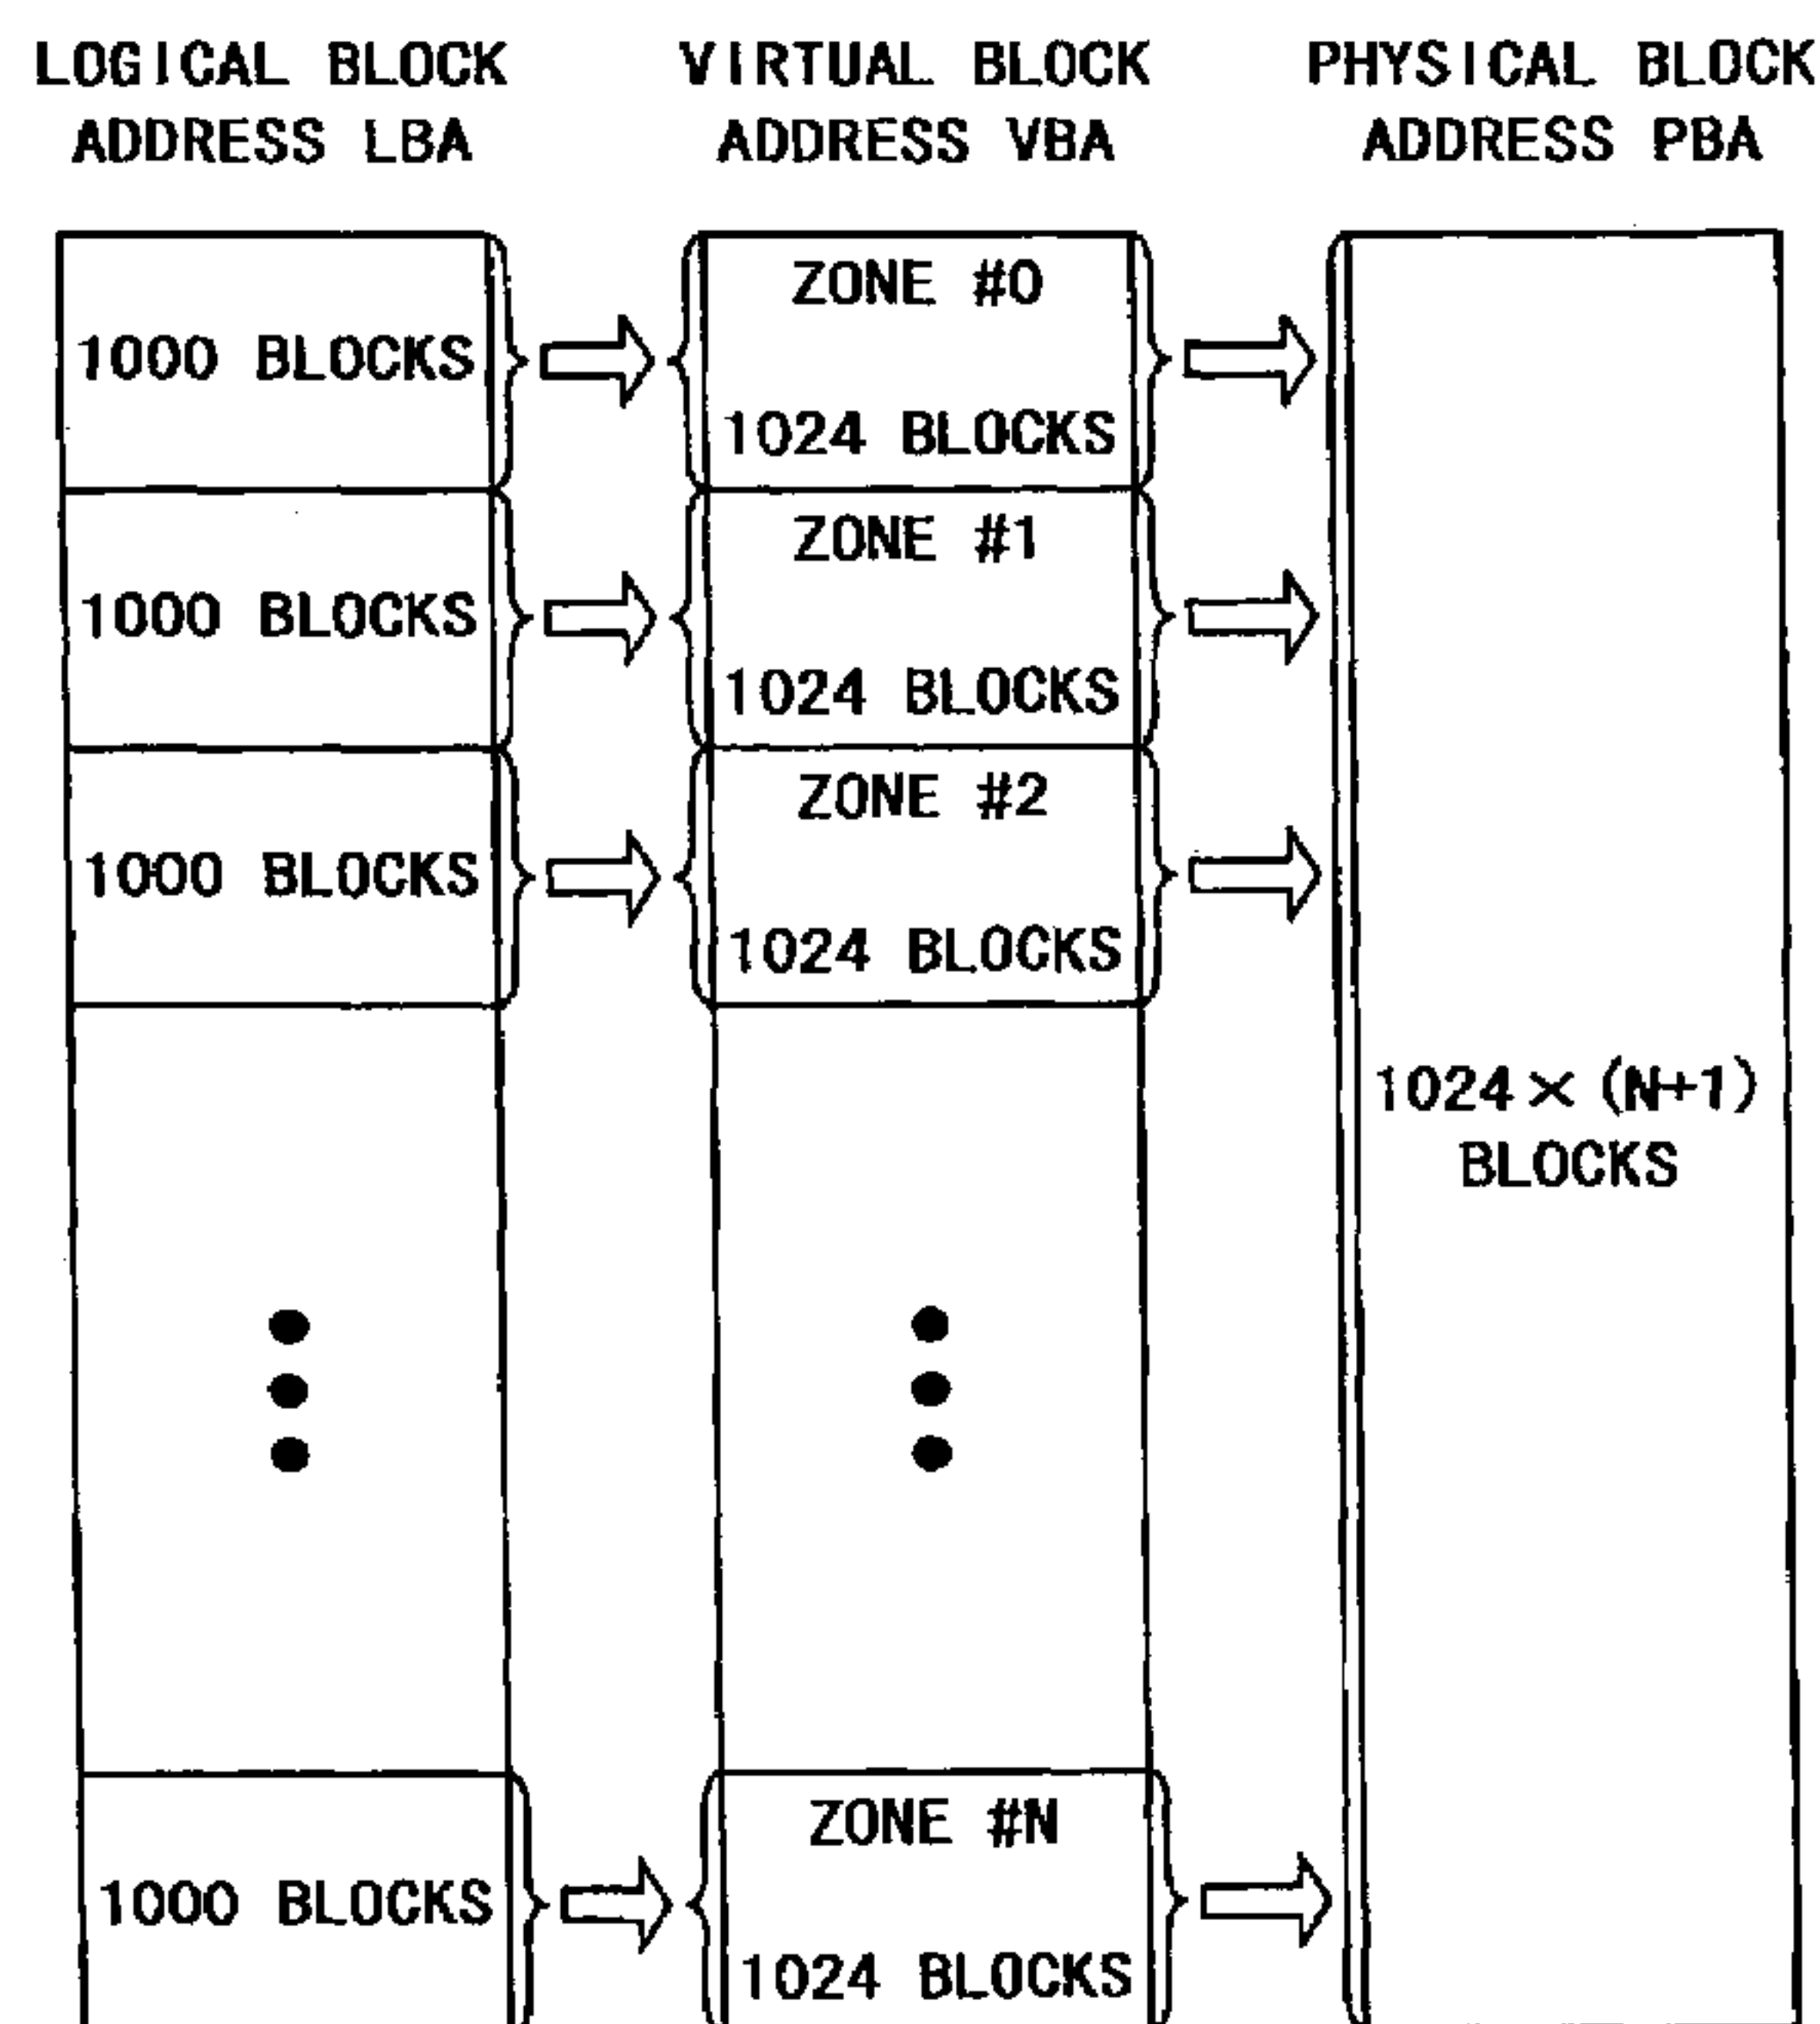 LOGICAL BLOCK
ADDRESS LBA
VIRTUAL BLOCK
ADDRESS VBA
PHYSICAL BLOCK
ADDRESS PBA
1000 BLOCKS
ZONE #0
1024 BLOCKS
1000 BLOCKS
ZONE #1
1024 BLOCKS
1000 BLOCKS
ZONE #2
1024 BLOCKS
1024×(N+1)
BLOCKS
1000 BLOCKS
ZONE #N
1024 BLOCKS